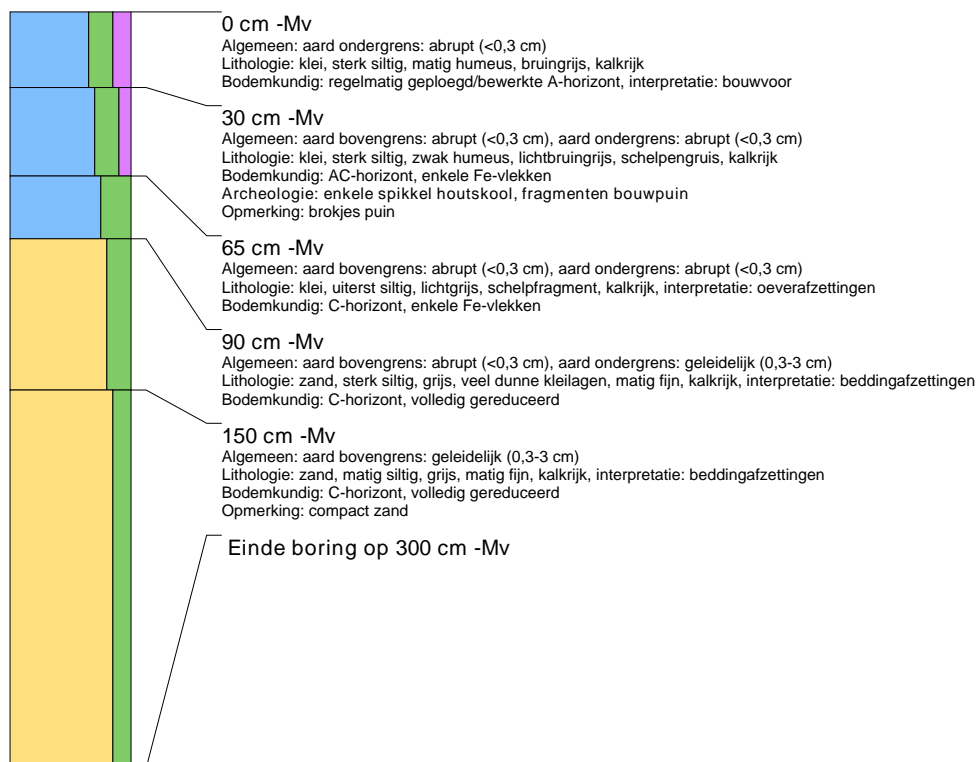 0 cm -Mv
Algemeen: aard ondergrens: abrupt (<0,3 cm)
Lithologie: klei, sterk siltig, matig humeus, bruingrijs, kalkrijk
Bodemkundig: regelmatig geploegd/bewerkte A-horizont, interpretatie: bouwvoor
30 cm -Mv
Algemeen: aard bovengrens: abrupt (<0,3 cm), aard ondergrens: abrupt (<0,3 cm)
Lithologie: klei, sterk siltig, zwak humeus, lichtbruingrijs, schelpengruis, kalkrijk
Bodemkundig: AC-horizont, enkele Fe-vlekken
Archeologie: enkele spikkel houtskool, fragmenten bouwpuin
Opmerking: brokjes puin
65 cm -Mv
Algemeen: aard bovengrens: abrupt (<0,3 cm), aard ondergrens: abrupt (<0,3 cm)
Lithologie: klei, uiterst siltig, lichtgrijs, schelpfragment, kalkrijk, interpretatie: oeverafzettingen
Bodemkundig: C-horizont, enkele Fe-vlekken
90 cm -Mv
Algemeen: aard bovengrens: abrupt (<0,3 cm), aard ondergrens: geleidelijk (0,3-3 cm)
Lithologie: zand, sterk siltig, grijs, veel dunne kleilagen, matig fijn, kalkrijk, interpretatie: beddingafzettingen
Bodemkundig: C-horizont, volledig gereduceerd
150 cm -Mv
Algemeen: aard bovengrens: geleidelijk (0,3-3 cm)
Lithologie: zand, matig siltig, grijs, matig fijn, kalkrijk, interpretatie: beddingafzettingen
Bodemkundig: C-horizont, volledig gereduceerd
Opmerking: compact zand
Einde boring op 300 cm -Mv